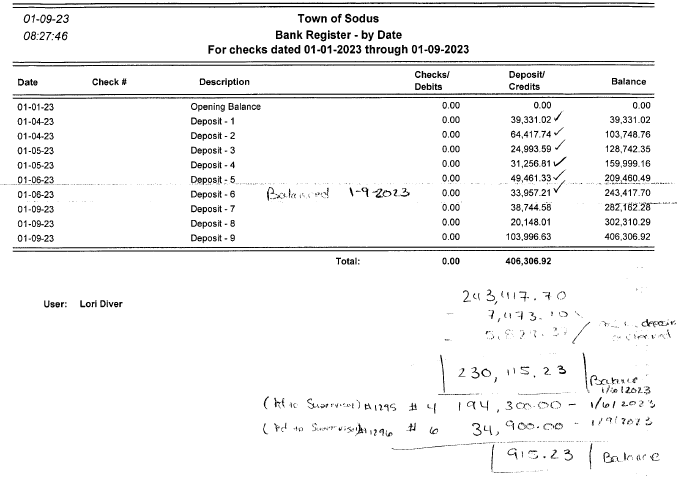 01-09-23 Town of Sodus
08:27:46 Bank Register - by Date
For checks dated 01-01-2023 through 01-09-2023
Date Check # Description Checks/ Debits Deposit/ Credits Balance
01-01-23 Opening Balance 0.00 0.00 0.00
01-04-23 Deposit - 1 0.00 39,331.02 ✓ 39,331.02
01-04-23 Deposit - 2 0.00 64,417.74 ✓ 103,748.76
01-05-23 Deposit - 3 0.00 24,993.59 ✓ 128,742.35
01-05-23 Deposit - 4 0.00 31,256.81 ✓ 159,999.16
01-06-23 Deposit - 5 0.00 49,461.33 ✓ 209,460.49
01-06-23 Deposit - 6 Balanced 1-9-2023 0.00 33,957.21 ✓ 243,417.70
01-09-23 Deposit - 7 0.00 38,744.58 282,162.28
01-09-23 Deposit - 8 0.00 20,148.01 302,310.29
01-09-23 Deposit - 9 0.00 103,996.63 406,306.92
Total: 0.00 406,306.92
User: Lori Diver
243,417.70
- 7,473.10
- deposit
230,115.23 Balance
1/6/2023
(Pd to Supervisor) #1295 # 4 194,300.00 - 1/6/2023
(Pd to Supervisor) #1296 # 6 34,900.00 - 1/9/2023
915.23 Balance